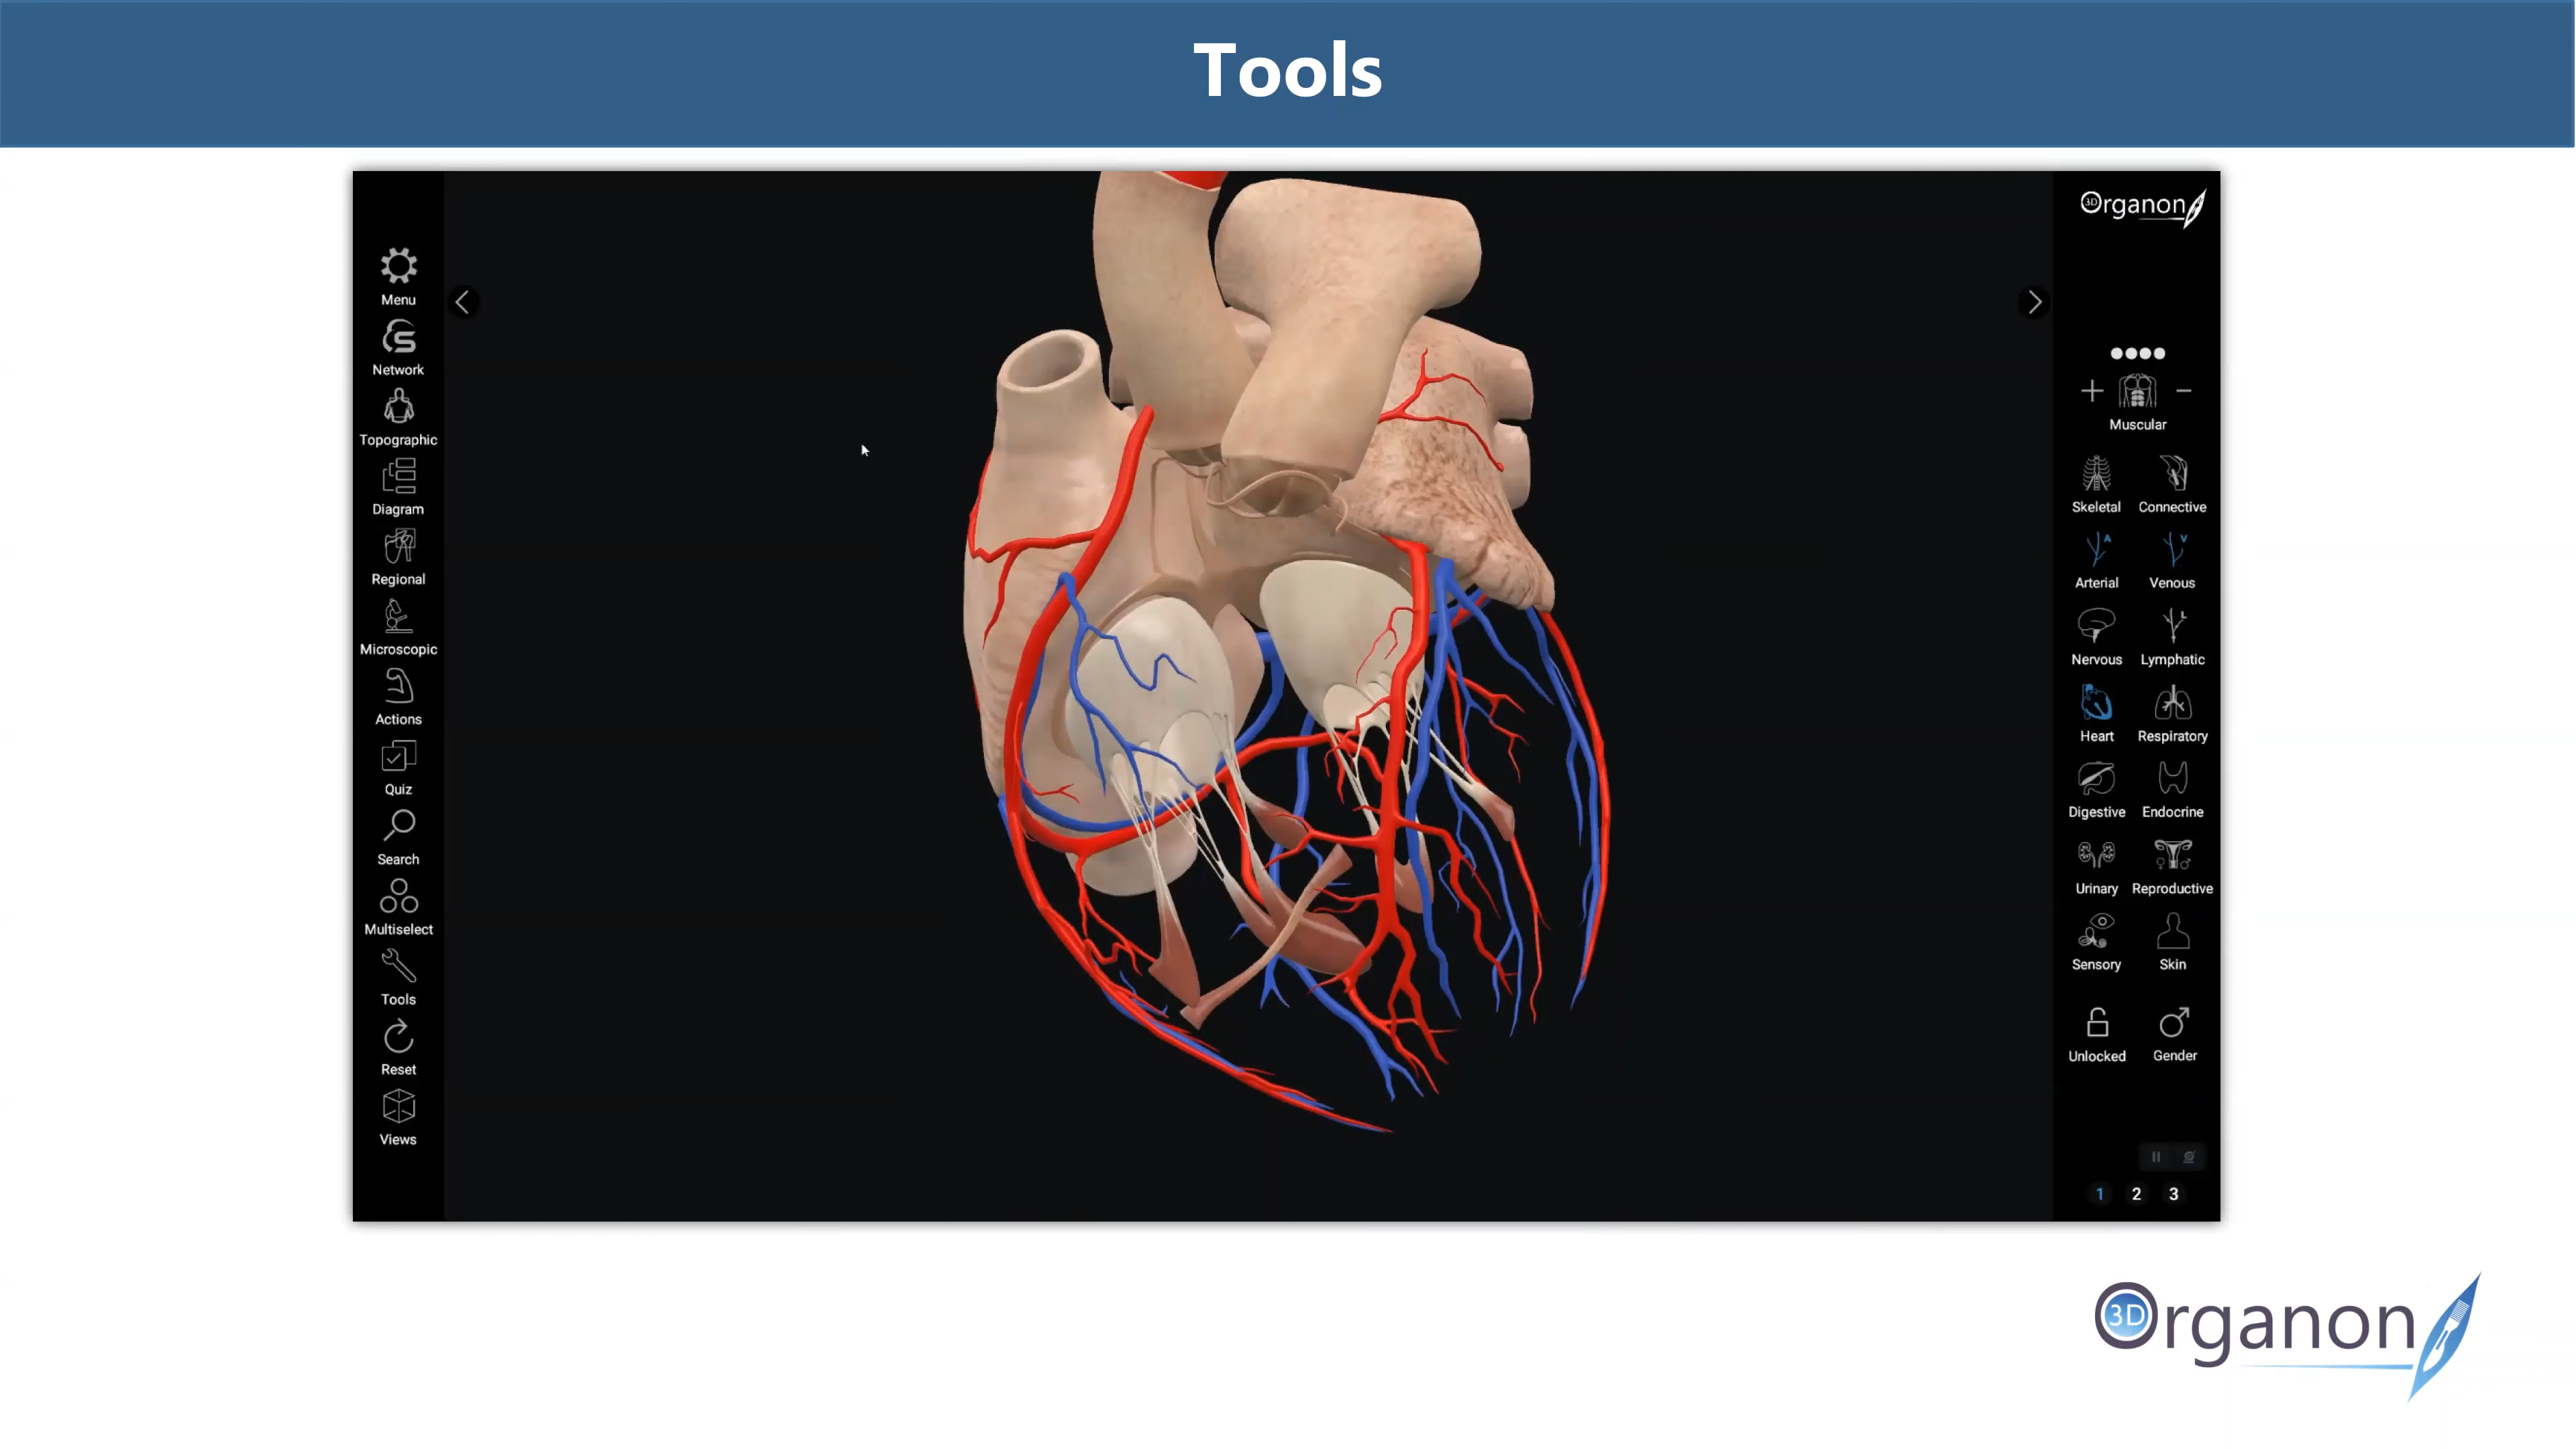 Tools
3D Organon
Menu
Network
Topographic
Diagram
Regional
Microscopic
Actions
Quiz
Search
Multiselect
Tools
Reset
Views
Muscular
Skeletal Connective
A V
Arterial Venous
L
Nervous Lymphatic
Heart Respiratory
Digestive Endocrine
Urinary Reproductive
Sensory Skin
Unlocked Gender
1 2 3
3D Organon